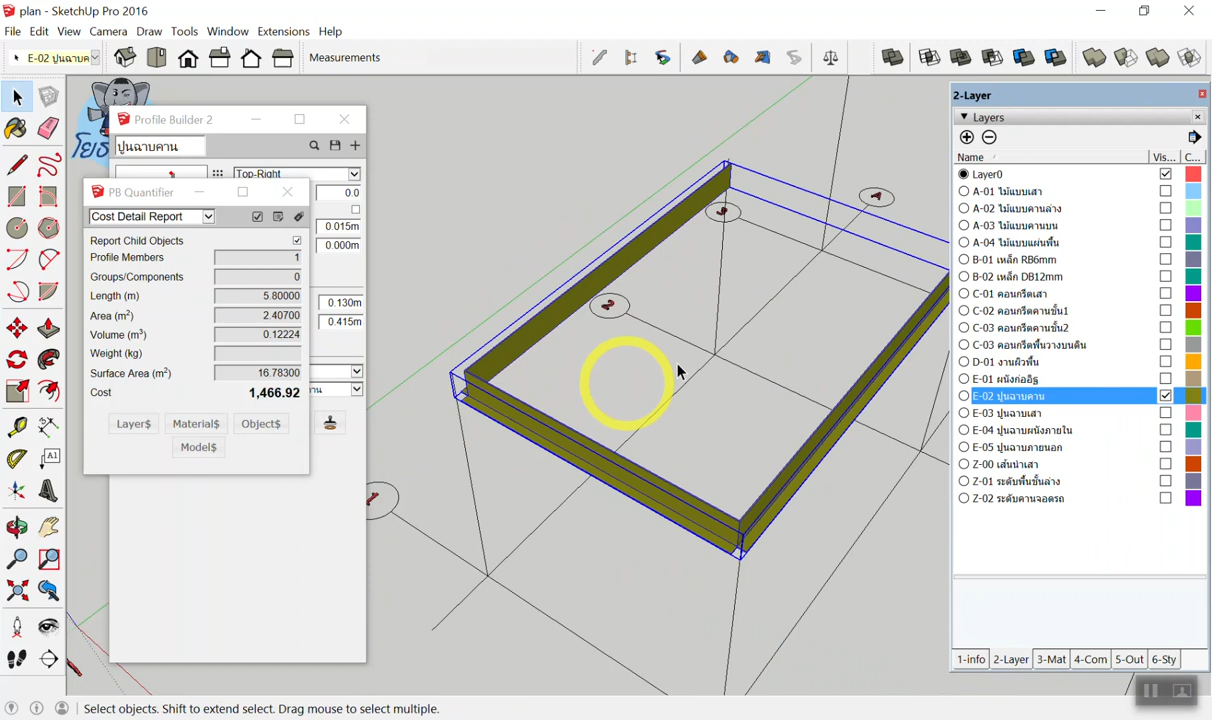 plan - SketchUp Pro 2016
File Edit View Camera Draw Tools Window Extensions Help
E-02 ปูนฉาบค
Measurements
Profile Builder 2
ปูนฉาบคาน
Top-Right
0.0
0.015m
0.000m
0.130m
0.415m
PB Quantifier
Cost Detail Report
Report Child Objects
Profile Members 1
Groups/Components 0
Length (m) 5.80000
Area (m²) 2.40700
Volume (m³) 0.12224
Weight (kg)
Surface Area (m²) 16.78300
Cost 1,466.92
Layer$ Material$ Object$
Model$
โยธ
A
3
2
1
2-Layer
Layers
Name Vis... C...
Layer0
A-01 ไม้แบบเสา
A-02 ไม้แบบคานล่าง
A-03 ไม้แบบคานบน
A-04 ไม้แบบแผ่นพื้น
B-01 เหล็ก RB6mm
B-02 เหล็ก DB12mm
C-01 คอนกรีตเสา
C-02 คอนกรีตคานชั้น1
C-03 คอนกรีตคานชั้น2
C-03 คอนกรีตพื้นวางบนดิน
D-01 งานผิวพื้น
E-01 ผนังก่ออิฐ
E-02 ปูนฉาบคาน
E-03 ปูนฉาบเสา
E-04 ปูนฉาบผนังภายใน
E-05 ปูนฉาบภายนอก
Z-00 เส้นนำเสา
Z-01 ระดับพื้นชั้นล่าง
Z-02 ระดับคานจอดรถ
1-info 2-Layer 3-Mat 4-Com 5-Out 6-Sty
Select objects. Shift to extend select. Drag mouse to select multiple.